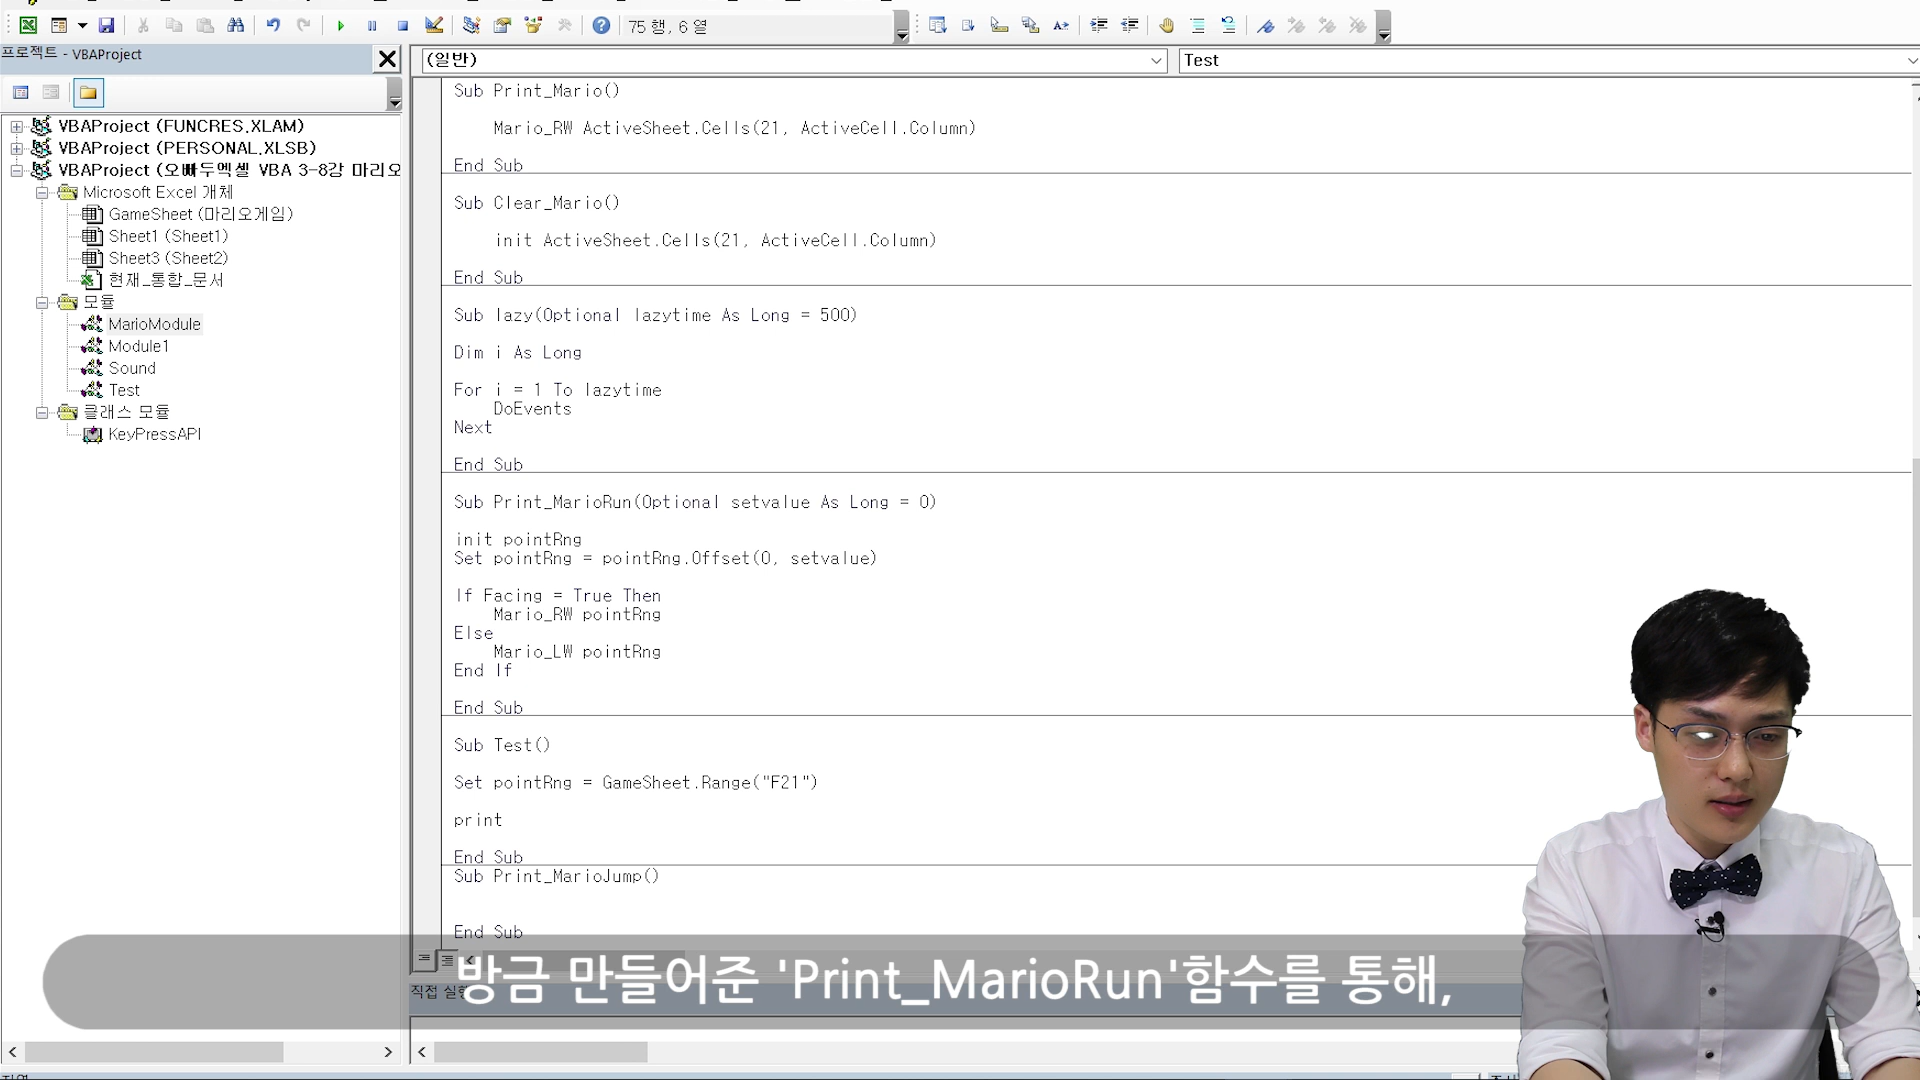 75 행, 6 열
프로젝트 - VBAProject
(일반)
Test
VBAProject (FUNCRES.XLAM)
VBAProject (PERSONAL.XLSB)
VBAProject (오빠두엑셀 VBA 3-8강 마리오
Microsoft Excel 개체
GameSheet (마리오게임)
Sheet1 (Sheet1)
Sheet3 (Sheet2)
현재_통합_문서
모듈
MarioModule
Module1
Sound
Test
클래스 모듈
KeyPressAPI
Sub Print_Mario()
Mario_RW ActiveSheet.Cells(21, ActiveCell.Column)
End Sub
Sub Clear_Mario()
init ActiveSheet.Cells(21, ActiveCell.Column)
End Sub
Sub lazy(Optional lazytime As Long = 500)
Dim i As Long
For i = 1 To lazytime
DoEvents
Next
End Sub
Sub Print_MarioRun(Optional setvalue As Long = 0)
init pointRng
Set pointRng = pointRng.Offset(0, setvalue)
If Facing = True Then
Mario_RW pointRng
Else
Mario_LW pointRng
End If
End Sub
Sub Test()
Set pointRng = GameSheet.Range("F21")
print
End Sub
Sub Print_MarioJump()
End Sub
직접 실행
방금 만들어준 'Print_MarioRun'함수를 통해,